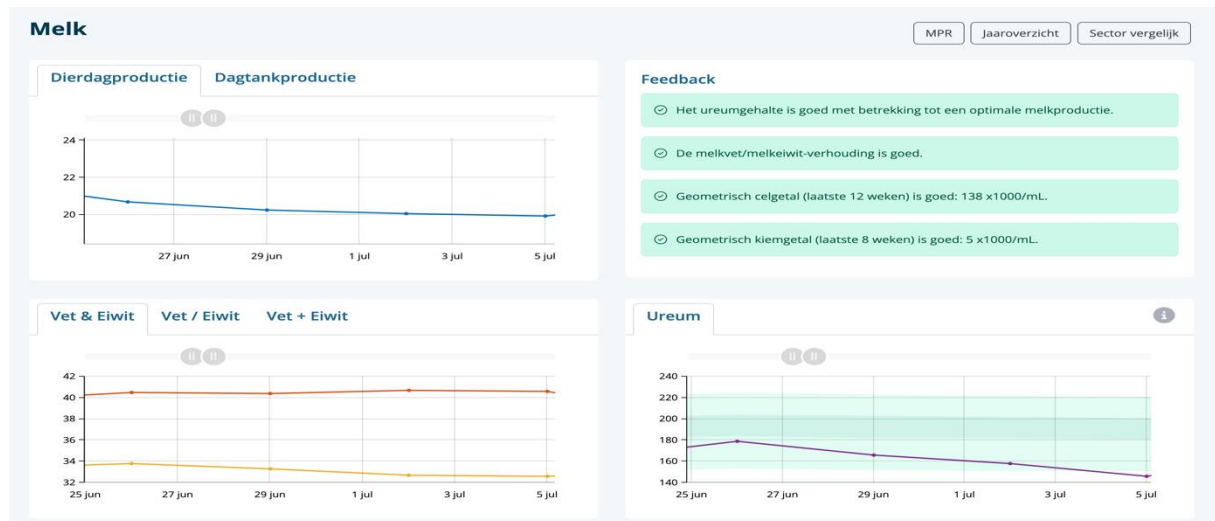 Melk
MPR
Jaaroverzicht
Sector vergelijk
Dierdagproductie
Dagtankproductie
24
22
20
27 jun
29 jun
1 jul
3 jul
5 jul
Feedback
Het ureumgehalte is goed met betrekking tot een optimale melkproductie.
De melkvet/melkeiwit-verhouding is goed.
Geometrisch celgetal (laatste 12 weken) is goed: 138 x1000/mL.
Geometrisch kiemgetal (laatste 8 weken) is goed: 5 x1000/mL.
Vet & Eiwit
Vet / Eiwit
Vet + Eiwit
42
40
38
36
34
32
25 jun
27 jun
29 jun
1 jul
3 jul
5 jul
Ureum
i
240
220
200
180
160
140
25 jun
27 jun
29 jun
1 jul
3 jul
5 jul